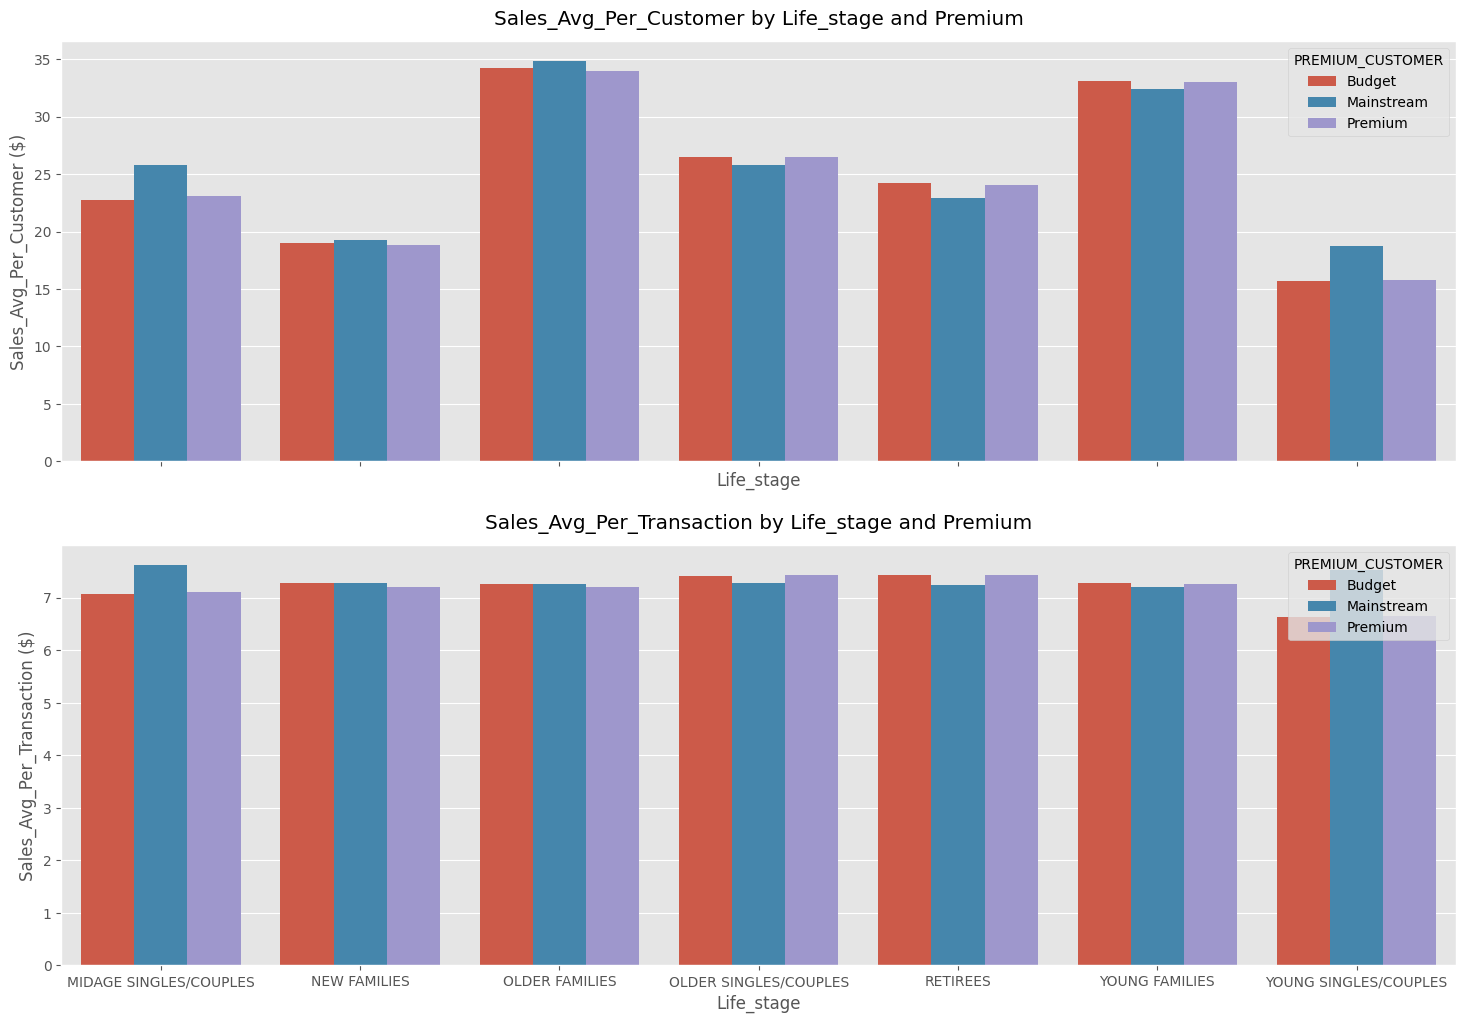 Sales_Avg_Per_Customer by Life_stage and Premium
Sales_Avg_Per_Customer ($)
35
30
25
20
15
10
5
0
PREMIUM_CUSTOMER
Budget
Mainstream
Premium
Life_stage
Sales_Avg_Per_Transaction by Life_stage and Premium
Sales_Avg_Per_Transaction ($)
7
6
5
4
3
2
1
0
PREMIUM_CUSTOMER
Budget
Mainstream
Premium
MIDAGE SINGLES/COUPLES NEW FAMILIES OLDER FAMILIES OLDER SINGLES/COUPLES RETIREES YOUNG FAMILIES YOUNG SINGLES/COUPLES
Life_stage